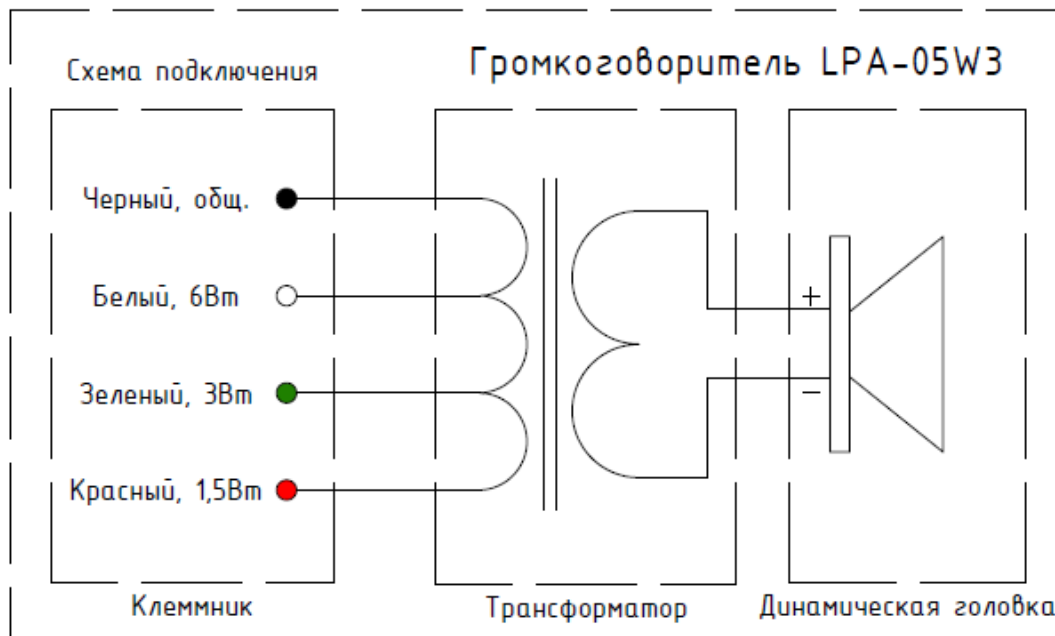 Громкоговоритель LPA-05W3
Схема подключения
Черный, общ.
Белый, 6Вт
Зеленый, 3Вт
Красный, 1,5Вт
+
−
Клеммник
Трансформатор
Динамическая головка